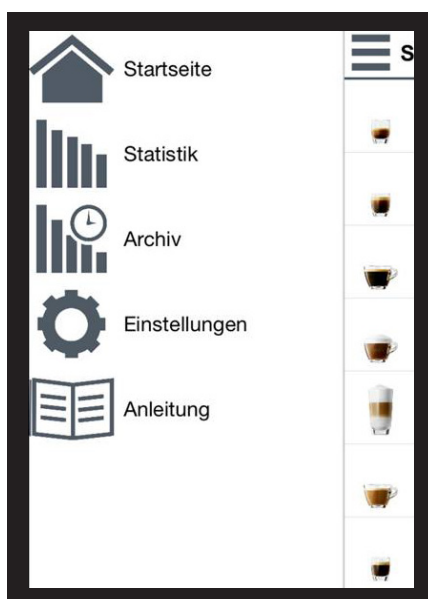 Startseite
S
Statistik
Archiv
Einstellungen
Anleitung